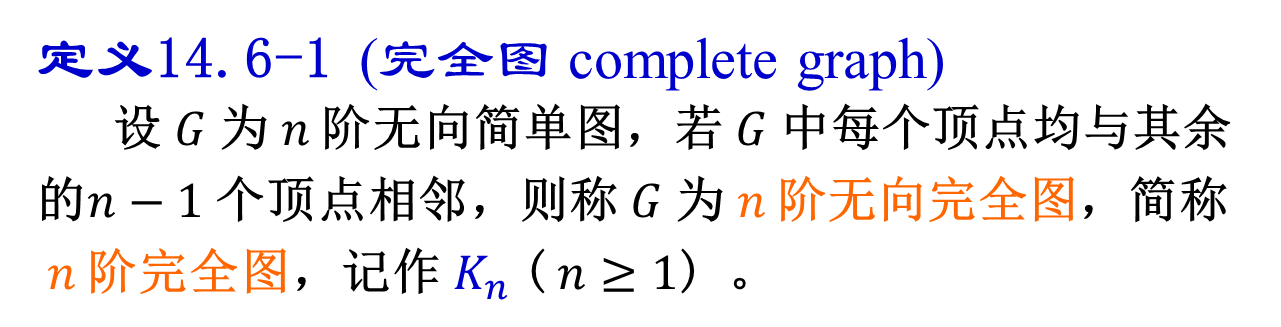 定义14.6-1 (完全图 complete graph)
设 G 为 n 阶无向简单图，若 G 中每个顶点均与其余
的n − 1 个顶点相邻，则称 G 为 n 阶无向完全图，简称
n 阶完全图，记作 Kₙ（n ≥ 1）。